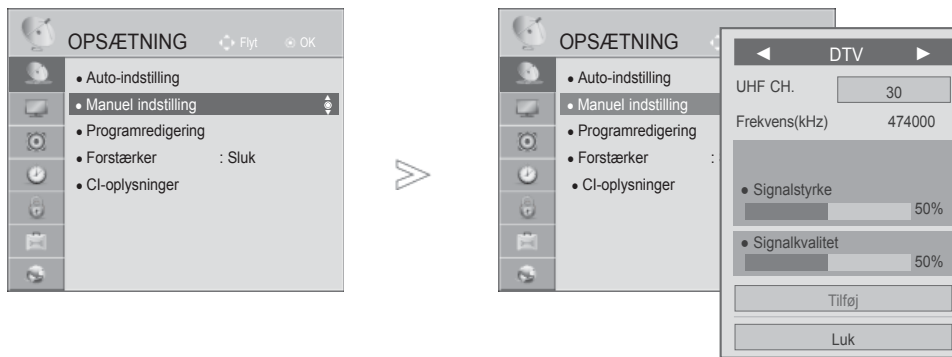 OPSÆTNING
Flyt
OK
● Auto-indstilling
● Manuel indstilling
● Programredigering
● Forstærker : Sluk
● CI-oplysninger
OPSÆTNING
● Auto-indstilling
● Manuel indstilling
● Programredigering
● Forstærker :
● CI-oplysninger
◄ DTV ►
UHF CH. 30
Frekvens(kHz) 474000
● Signalstyrke
50%
● Signalkvalitet
50%
Tilføj
Luk